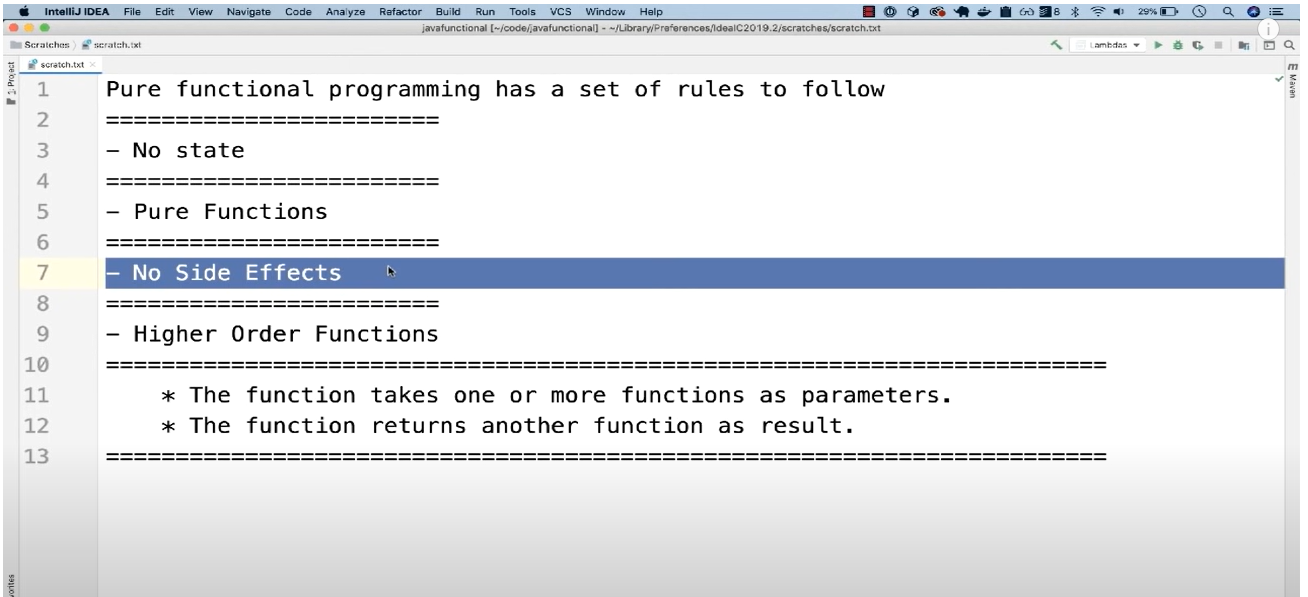 IntelliJ IDEA File Edit View Navigate Code Analyze Refactor Build Run Tools VCS Window Help 8 29%
javafunctional [~/code/javafunctional] - ~/Library/Preferences/IdeaIC2019.2/scratches/scratch.txt
Scratches scratch.txt Lambdas
scratch.txt
1: Project
Maven
1 Pure functional programming has a set of rules to follow
2 ========================
3 - No state
4 ========================
5 - Pure Functions
6 ========================
7 - No Side Effects
8 ========================
9 - Higher Order Functions
10 ========================================================================
11 * The function takes one or more functions as parameters.
12 * The function returns another function as result.
13 ========================================================================